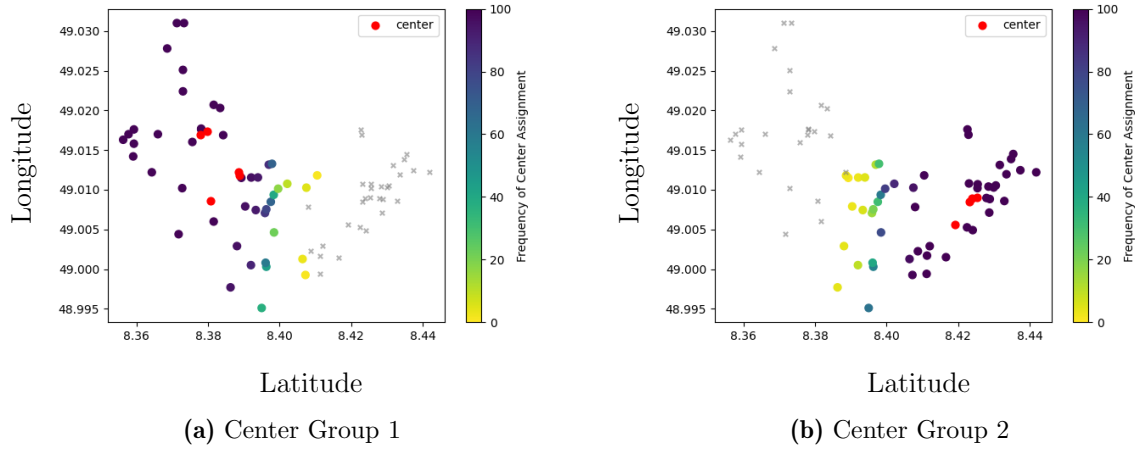 49.030
49.025
49.020
49.015
49.010
49.005
49.000
48.995
8.36 8.38 8.40 8.42 8.44
center
100
80
60
40
20
0
Frequency of Center Assignment
Longitude
Latitude
(a) Center Group 1
49.030
49.025
49.020
49.015
49.010
49.005
49.000
48.995
8.36 8.38 8.40 8.42 8.44
center
100
80
60
40
20
0
Frequency of Center Assignment
Longitude
Latitude
(b) Center Group 2